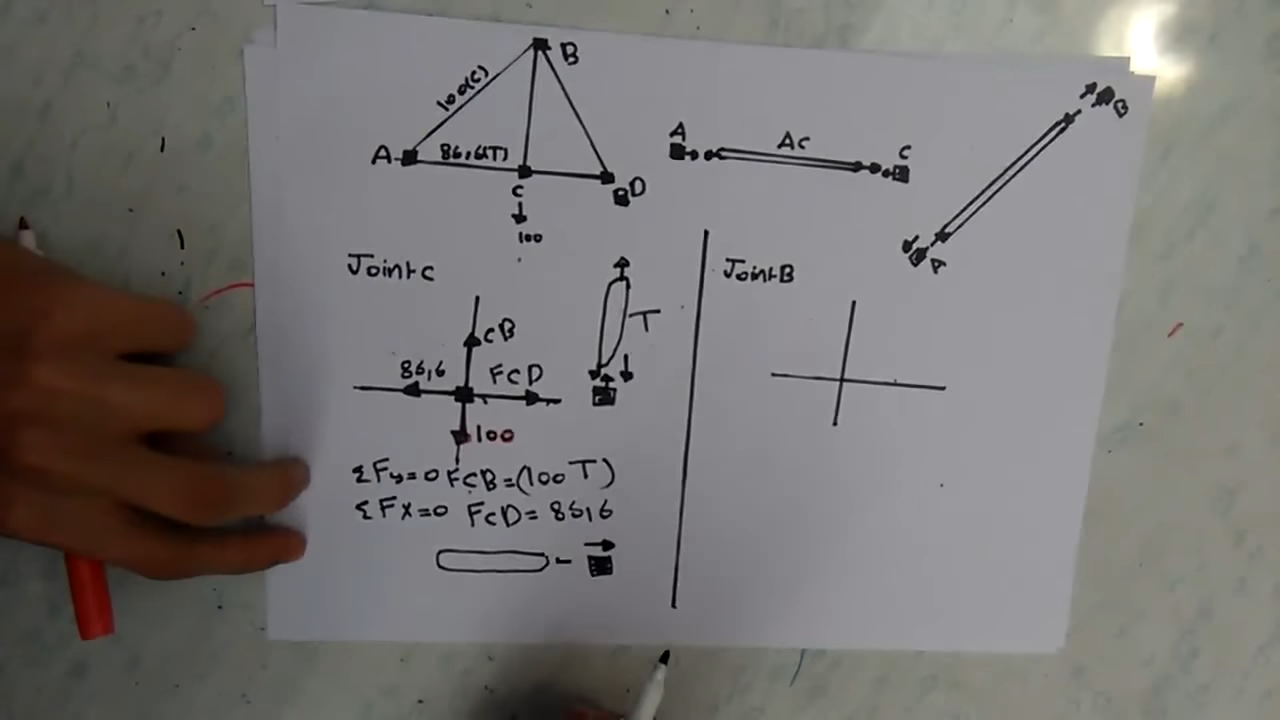 B
100(C)
A
86,6(T)
C
D
100
A
AC
C
B
A
Joint C
CB
86,6
FCD
100
T
ΣFy=0 FCB=(100T)
ΣFX=0 FCD=86,6
Joint B